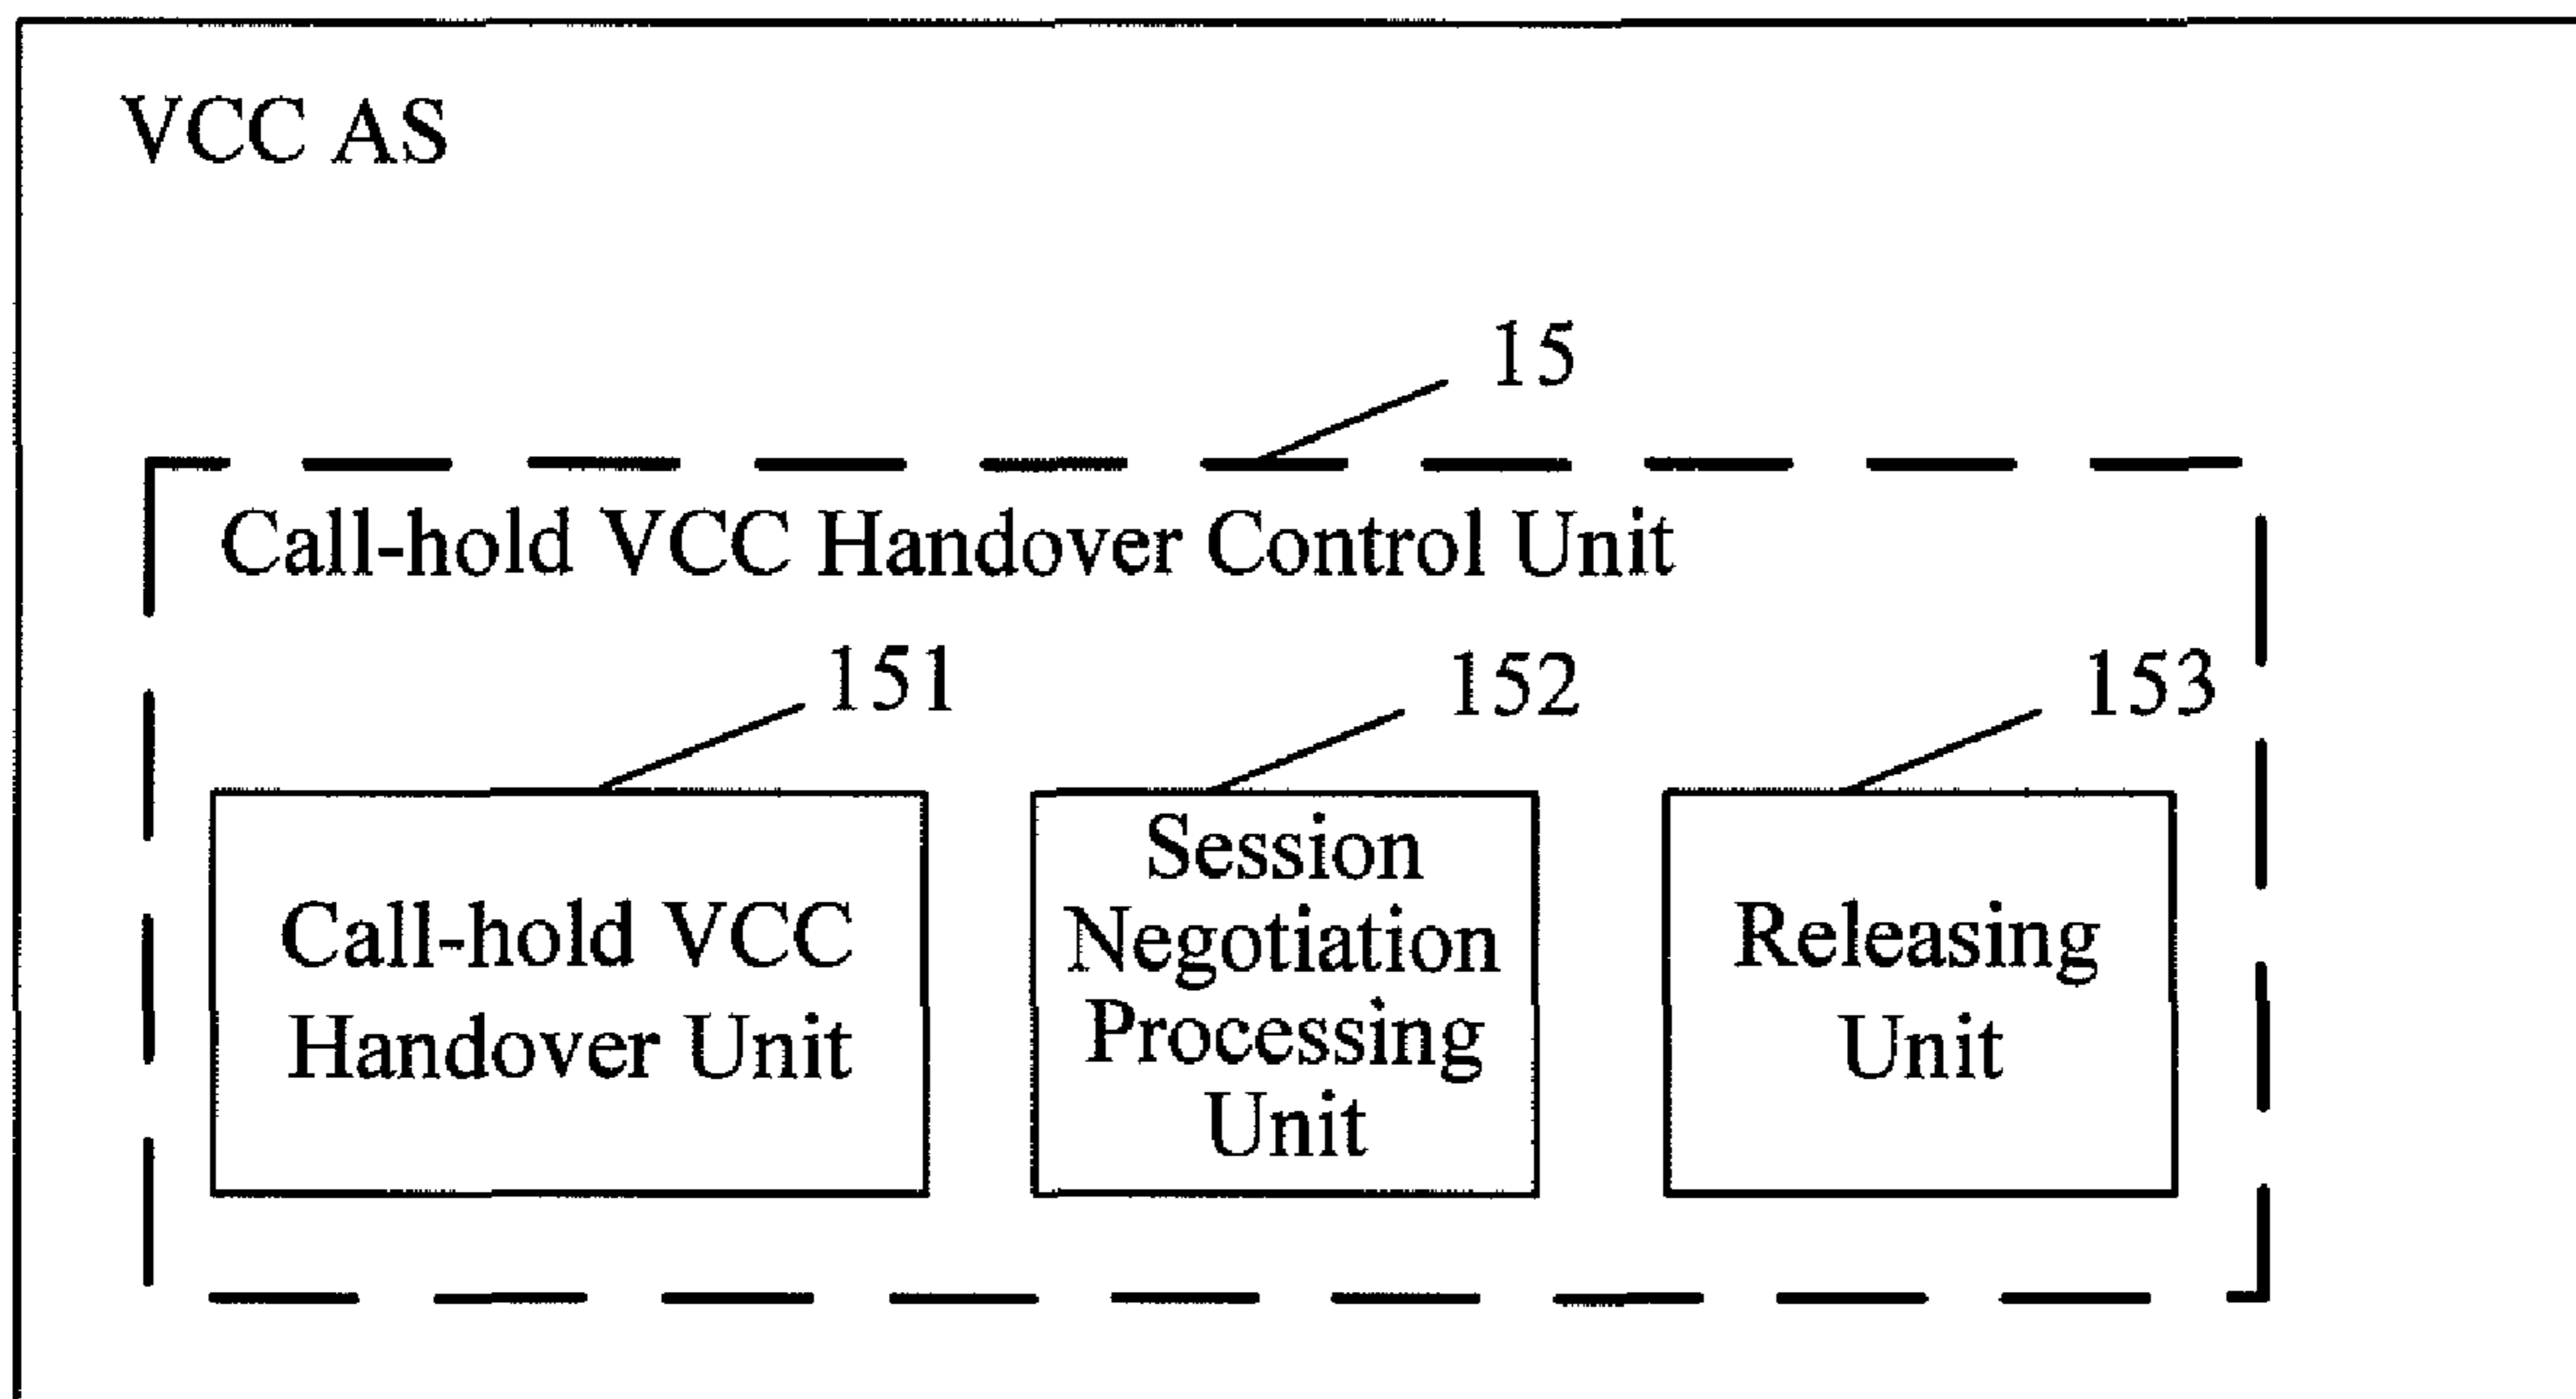 VCC AS
15
Call-hold VCC Handover Control Unit
151
152
153
Call-hold VCC
Handover Unit
Session
Negotiation
Processing
Unit
Releasing
Unit